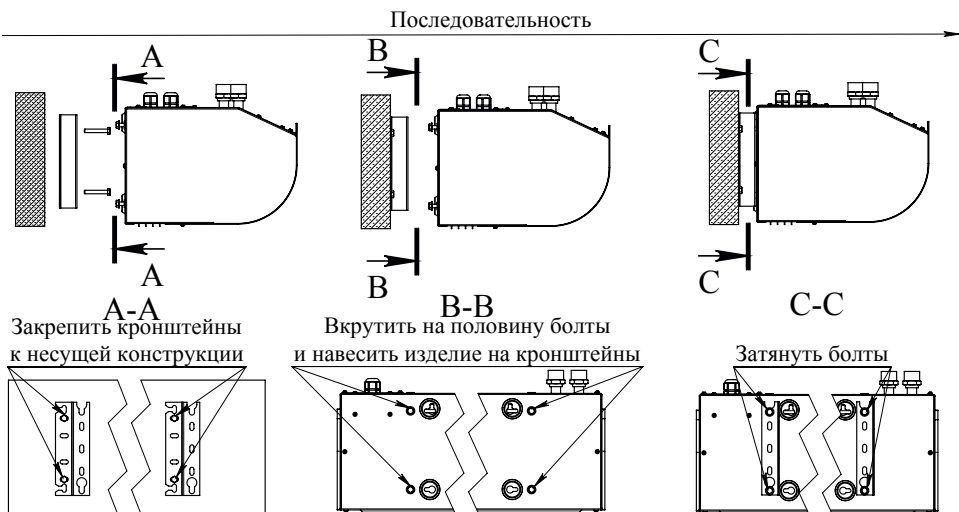 Последовательность
A
B
C
A
B
C
A-A
B-B
C-C
Закрепить кронштейны
к несущей конструкции
Вкрутить на половину болты
и навесить изделие на кронштейны
Затянуть болты